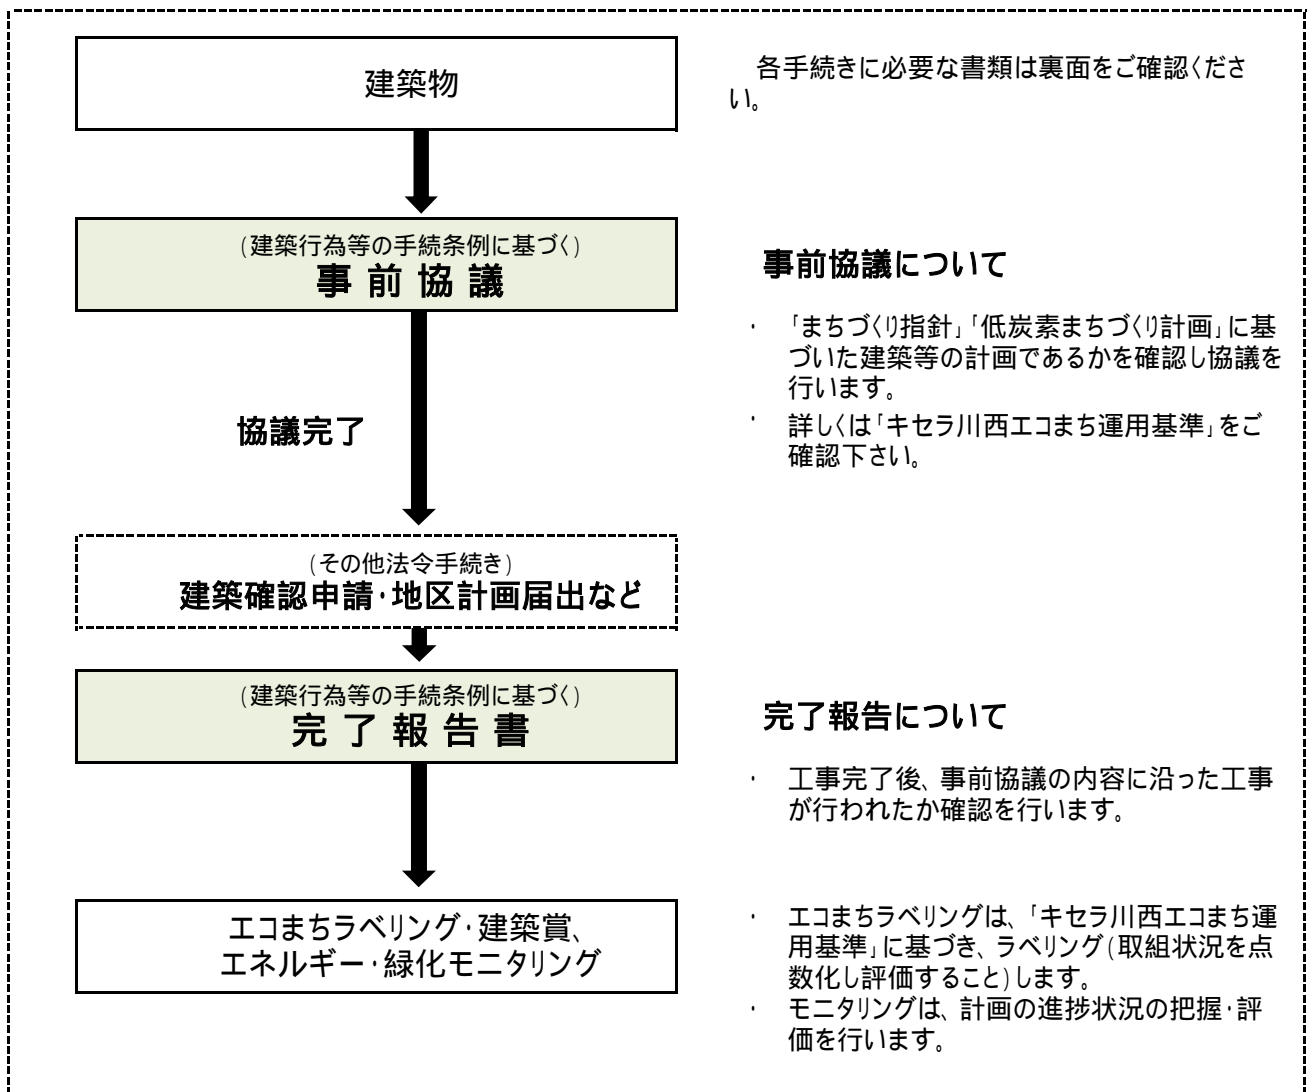 建築物
各手続きに必要な書類は裏面をご確認くださ
い。
(建築行為等の手続条例に基づく)
事前協議
事前協議について
・ 「まちづくり指針」「低炭素まちづくり計画」に基
づいた建築等の計画であるかを確認し協議を
行います。
・ 詳しくは「キセラ川西エコまち運用基準」をご
確認下さい。
協議完了
(その他法令手続き)
建築確認申請・地区計画届出など
(建築行為等の手続条例に基づく)
完了報告書
完了報告について
・ 工事完了後、事前協議の内容に沿った工事
が行われたか確認を行います。
エコまちラベリング・建築賞、
エネルギー・緑化モニタリング
・ エコまちラベリングは、「キセラ川西エコまち運
用基準」に基づき、ラベリング(取組状況を点
数化し評価すること)します。
・ モニタリングは、計画の進捗状況の把握・評
価を行います。